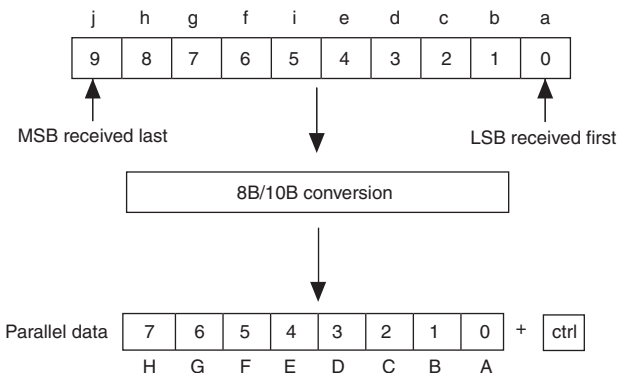 j h g f i e d c b a
9 8 7 6 5 4 3 2 1 0
MSB received last LSB received first
8B/10B conversion
Parallel data 7 6 5 4 3 2 1 0 + ctrl
H G F E D C B A